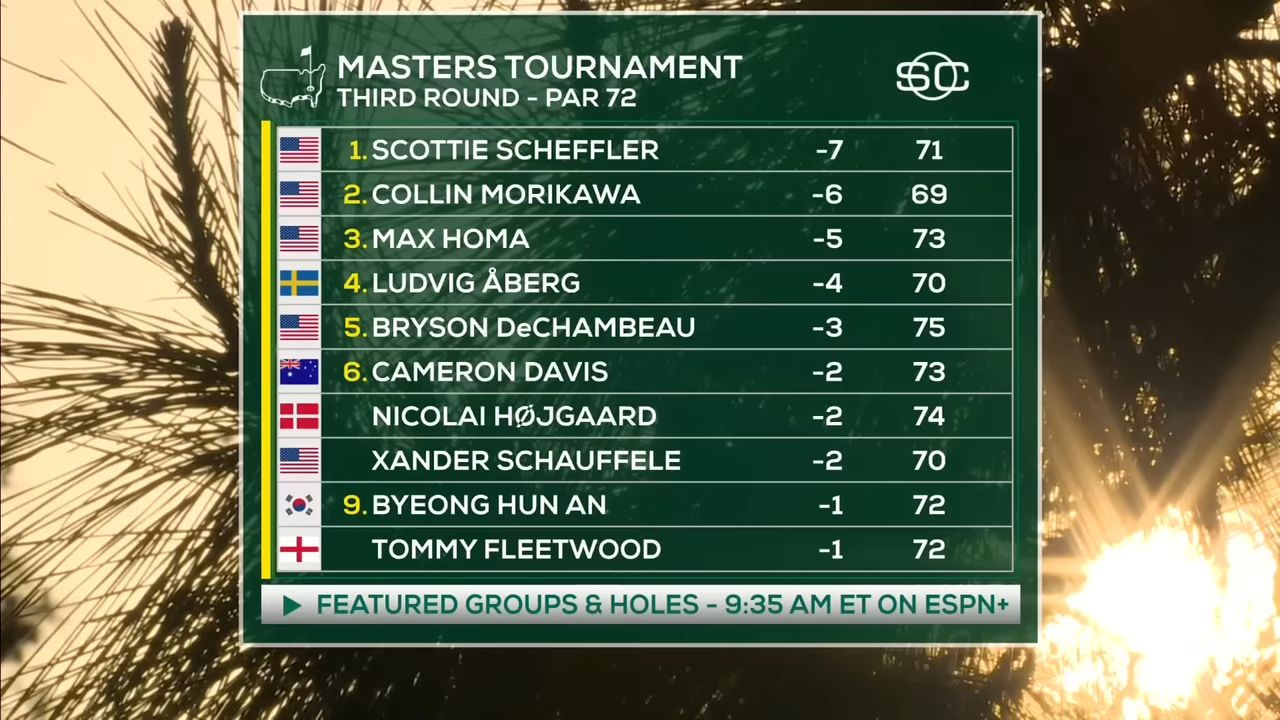 MASTERS TOURNAMENT
THIRD ROUND - PAR 72
SC
1. SCOTTIE SCHEFFLER -7 71
2. COLLIN MORIKAWA -6 69
3. MAX HOMA -5 73
4. LUDVIG ÅBERG -4 70
5. BRYSON DeCHAMBEAU -3 75
6. CAMERON DAVIS -2 73
NICOLAI HØJGAARD -2 74
XANDER SCHAUFFELE -2 70
9. BYEONG HUN AN -1 72
TOMMY FLEETWOOD -1 72
FEATURED GROUPS & HOLES - 9:35 AM ET ON ESPN+